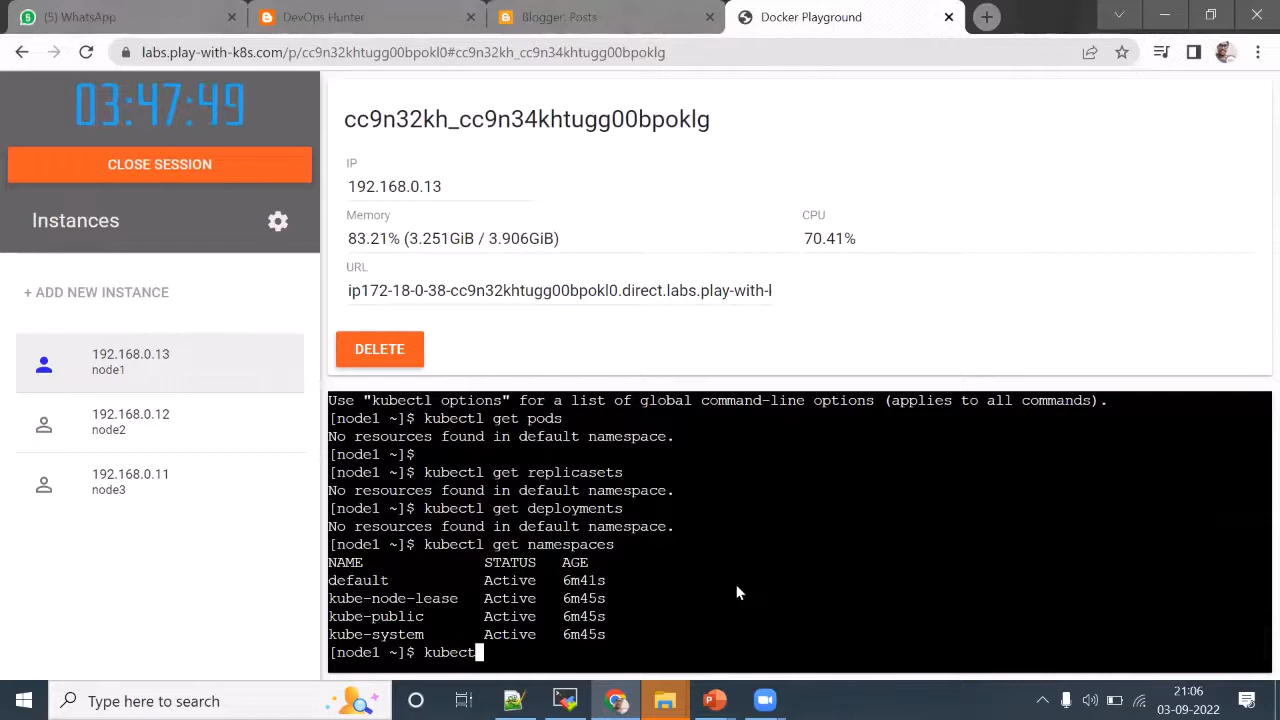 (5) WhatsApp
DevOps Hunter
Blogger: Posts
Docker Playground
labs.play-with-k8s.com/p/cc9n32khtugg00bpokl0#cc9n32kh_cc9n34khtugg00bpoklg
03:47:49
CLOSE SESSION
Instances
+ ADD NEW INSTANCE
192.168.0.13
node1
192.168.0.12
node2
192.168.0.11
node3
cc9n32kh_cc9n34khtugg00bpoklg
IP
192.168.0.13
Memory
83.21% (3.251GiB / 3.906GiB)
CPU
70.41%
URL
ip172-18-0-38-cc9n32khtugg00bpokl0.direct.labs.play-with-l
DELETE
Use "kubectl options" for a list of global command-line options (applies to all commands).
[node1 ~]$ kubectl get pods
No resources found in default namespace.
[node1 ~]$
[node1 ~]$ kubectl get replicasets
No resources found in default namespace.
[node1 ~]$ kubectl get deployments
No resources found in default namespace.
[node1 ~]$ kubectl get namespaces
NAME STATUS AGE
default Active 6m41s
kube-node-lease Active 6m45s
kube-public Active 6m45s
kube-system Active 6m45s
[node1 ~]$ kubect
Type here to search
21:06
03-09-2022